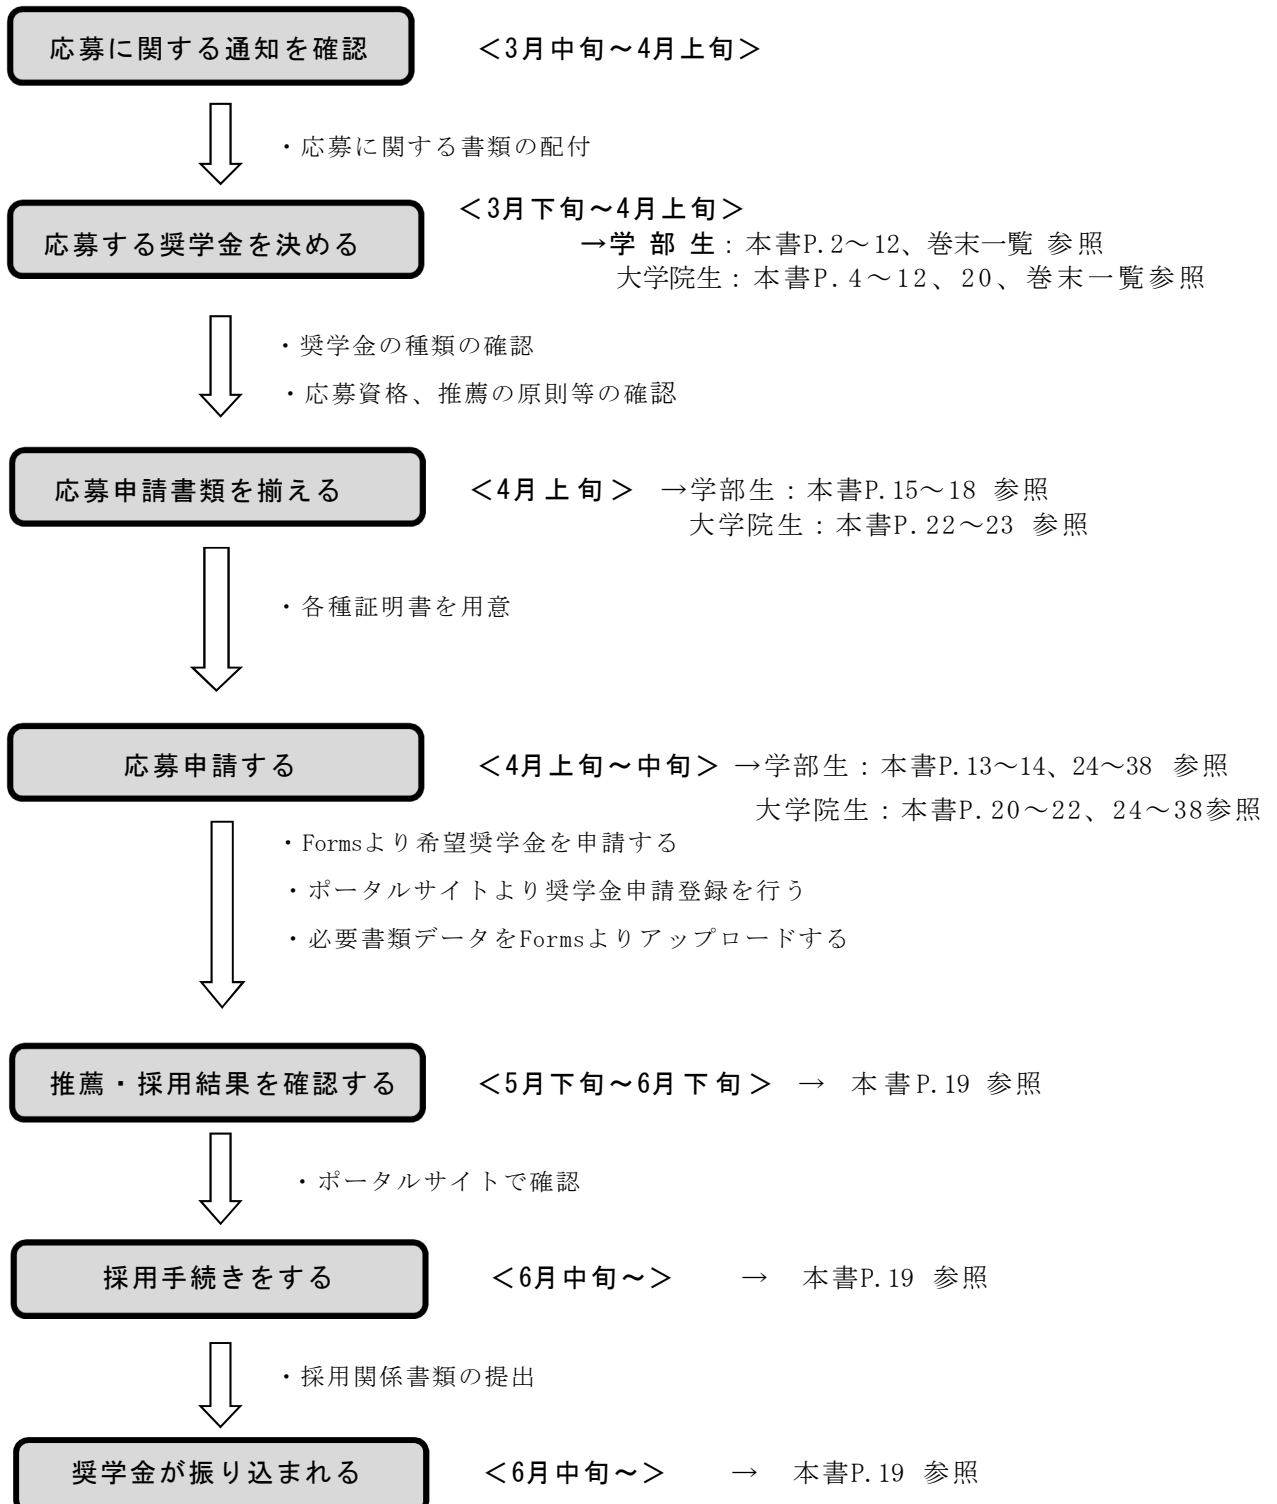 応募に関する通知を確認 <3月中旬～4月上旬>
・応募に関する書類の配付
応募する奨学金を決める <3月下旬～4月上旬>
→学 部 生：本書P.2～12、巻末一覧 参照
大学院生：本書P.4～12、20、巻末一覧参照
・奨学金の種類の確認
・応募資格、推薦の原則等の確認
応募申請書類を揃える <4月上旬> →学部生：本書P.15～18 参照
大学院生：本書P.22～23 参照
・各種証明書を用意
応募申請する <4月上旬～中旬> →学部生：本書P.13～14、24～38 参照
大学院生：本書P.20～22、24～38参照
・Formsより希望奨学金を申請する
・ポータルサイトより奨学金申請登録を行う
・必要書類データをFormsよりアップロードする
推薦・採用結果を確認する <5月下旬～6月下旬> → 本書P.19 参照
・ポータルサイトで確認
採用手続きをする <6月中旬～> → 本書P.19 参照
・採用関係書類の提出
奨学金が振り込まれる <6月中旬～> → 本書P.19 参照